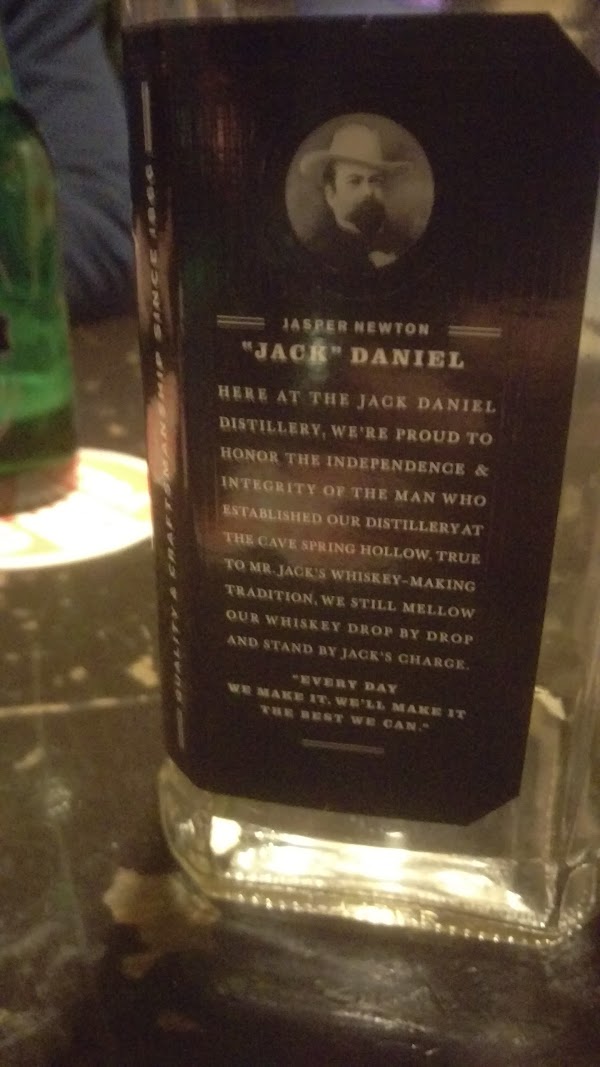 JASPER NEWTON
"JACK" DANIEL
HERE AT THE JACK DANIEL
DISTILLERY, WE'RE PROUD TO
HONOR THE INDEPENDENCE &
INTEGRITY OF THE MAN WHO
ESTABLISHED OUR DISTILLERY AT
THE CAVE SPRING HOLLOW. TRUE
TO MR. JACK'S WHISKEY-MAKING
TRADITION, WE STILL MELLOW
OUR WHISKEY DROP BY DROP
AND STAND BY JACK'S CHARGE.
"EVERY DAY
WE MAKE IT, WE'LL MAKE IT
THE BEST WE CAN."
QUALITY & CRAFTSMANSHIP SINCE 1866